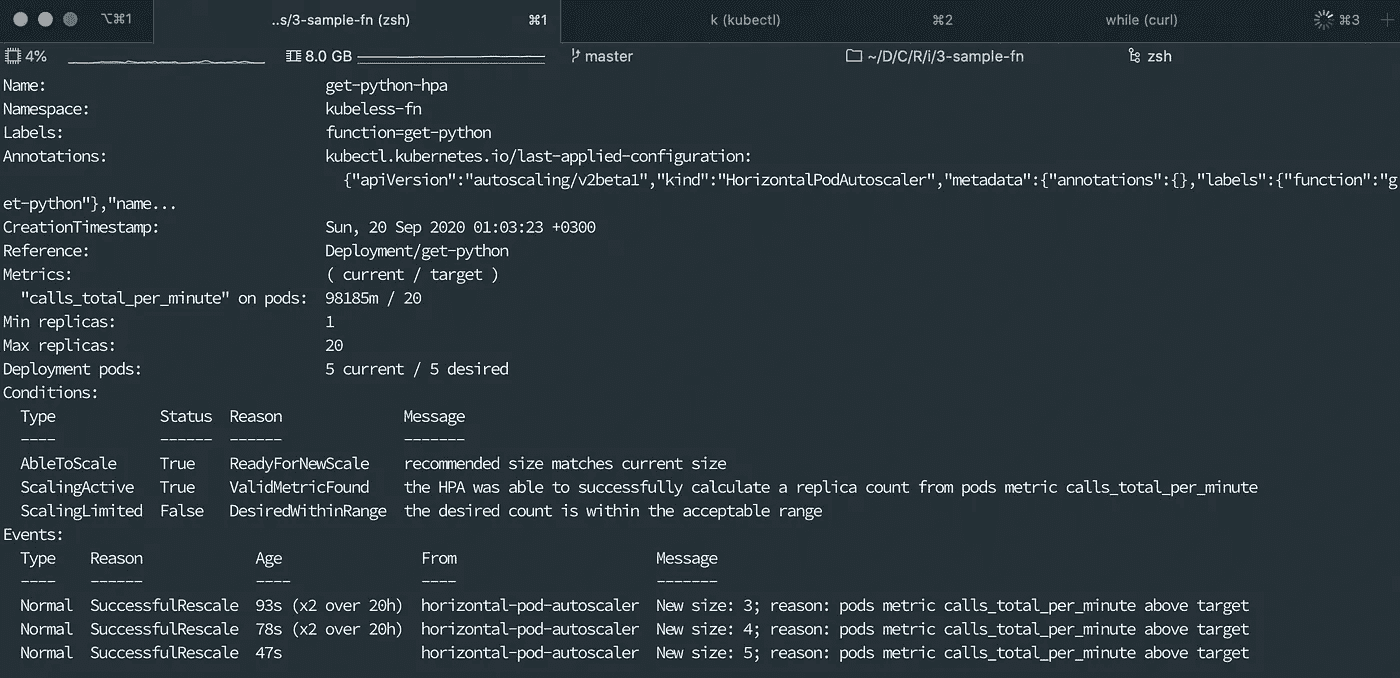 ⌥⌘1 ..s/3-sample-fn (zsh) ⌘1 k (kubectl) ⌘2 while (curl) ⌘3 +
4% 8.0 GB master ~/D/C/R/i/3-sample-fn zsh
Name: get-python-hpa
Namespace: kubeless-fn
Labels: function=get-python
Annotations: kubectl.kubernetes.io/last-applied-configuration:
{"apiVersion":"autoscaling/v2beta1","kind":"HorizontalPodAutoscaler","metadata":{"annotations":{},"labels":{"function":"g
et-python"},"name...
CreationTimestamp: Sun, 20 Sep 2020 01:03:23 +0300
Reference: Deployment/get-python
Metrics: ( current / target )
"calls_total_per_minute" on pods: 98185m / 20
Min replicas: 1
Max replicas: 20
Deployment pods: 5 current / 5 desired
Conditions:
Type Status Reason Message
---- ------ ------ -------
AbleToScale True ReadyForNewScale recommended size matches current size
ScalingActive True ValidMetricFound the HPA was able to successfully calculate a replica count from pods metric calls_total_per_minute
ScalingLimited False DesiredWithinRange the desired count is within the acceptable range
Events:
Type Reason Age From Message
---- ------ ---- ---- -------
Normal SuccessfulRescale 93s (x2 over 20h) horizontal-pod-autoscaler New size: 3; reason: pods metric calls_total_per_minute above target
Normal SuccessfulRescale 78s (x2 over 20h) horizontal-pod-autoscaler New size: 4; reason: pods metric calls_total_per_minute above target
Normal SuccessfulRescale 47s horizontal-pod-autoscaler New size: 5; reason: pods metric calls_total_per_minute above target